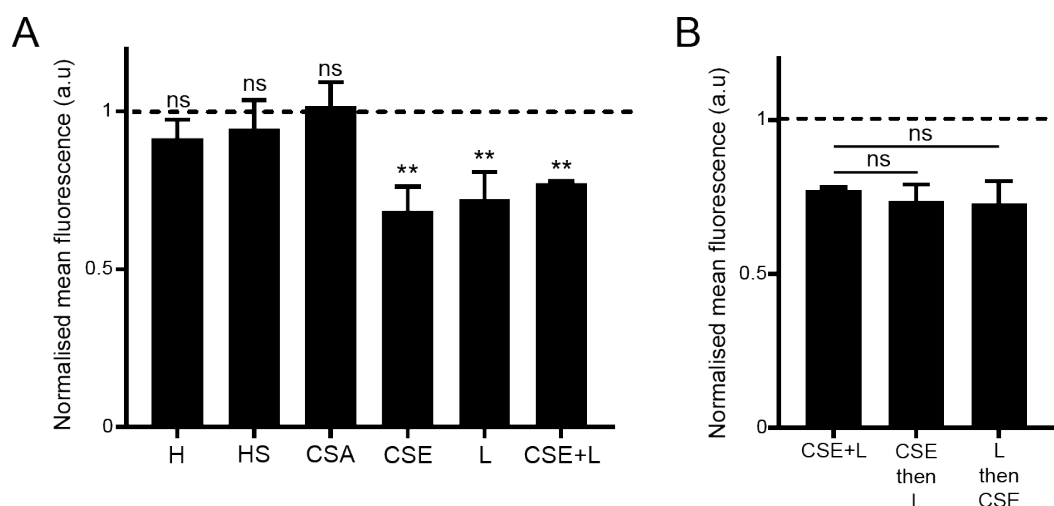 A
Normalised mean fluorescence (a.u)
1
0.5
0
ns
ns
ns
**
**
**
H
HS
CSA
CSE
L
CSE+L
B
Normalised mean fluorescence (a.u)
1
0.5
0
ns
ns
CSE+L
CSE
then
L
L
then
CSE